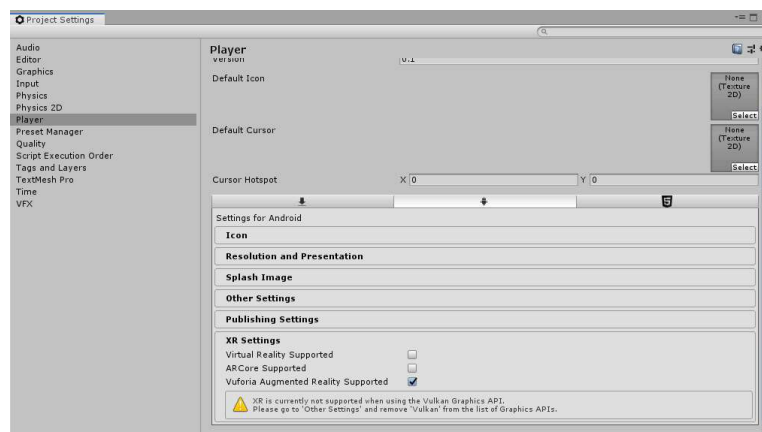 Project Settings
Audio
Editor
Graphics
Input
Physics
Physics 2D
Player
Preset Manager
Quality
Script Execution Order
Tags and Layers
TextMesh Pro
Time
VFX
Player
Version 0.1
Default Icon
None
(Texture
2D)
Select
Default Cursor
None
(Texture
2D)
Select
Cursor Hotspot X 0 Y 0
5
Settings for Android
Icon
Resolution and Presentation
Splash Image
Other Settings
Publishing Settings
XR Settings
Virtual Reality Supported
ARCore Supported
Vuforia Augmented Reality Supported
XR is currently not supported when using the Vulkan Graphics API.
Please go to 'Other Settings' and remove 'Vulkan' from the list of Graphics APIs.